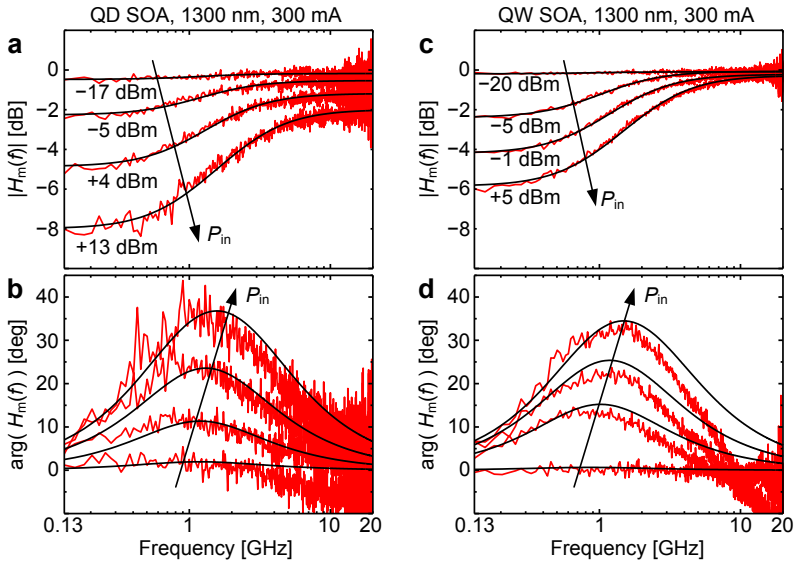 QD SOA, 1300 nm, 300 mA
a
|Hm(f)| [dB]
0
−2
−4
−6
−8
−17 dBm
−5 dBm
+4 dBm
+13 dBm
Pin
b
arg( Hm(f) ) [deg]
40
30
20
10
0
Pin
0.13
1
10
20
Frequency [GHz]
QW SOA, 1300 nm, 300 mA
c
|Hm(f)| [dB]
0
−2
−4
−6
−8
−20 dBm
−5 dBm
−1 dBm
+5 dBm
Pin
d
arg( Hm(f) ) [deg]
40
30
20
10
0
Pin
0.13
1
10
20
Frequency [GHz]